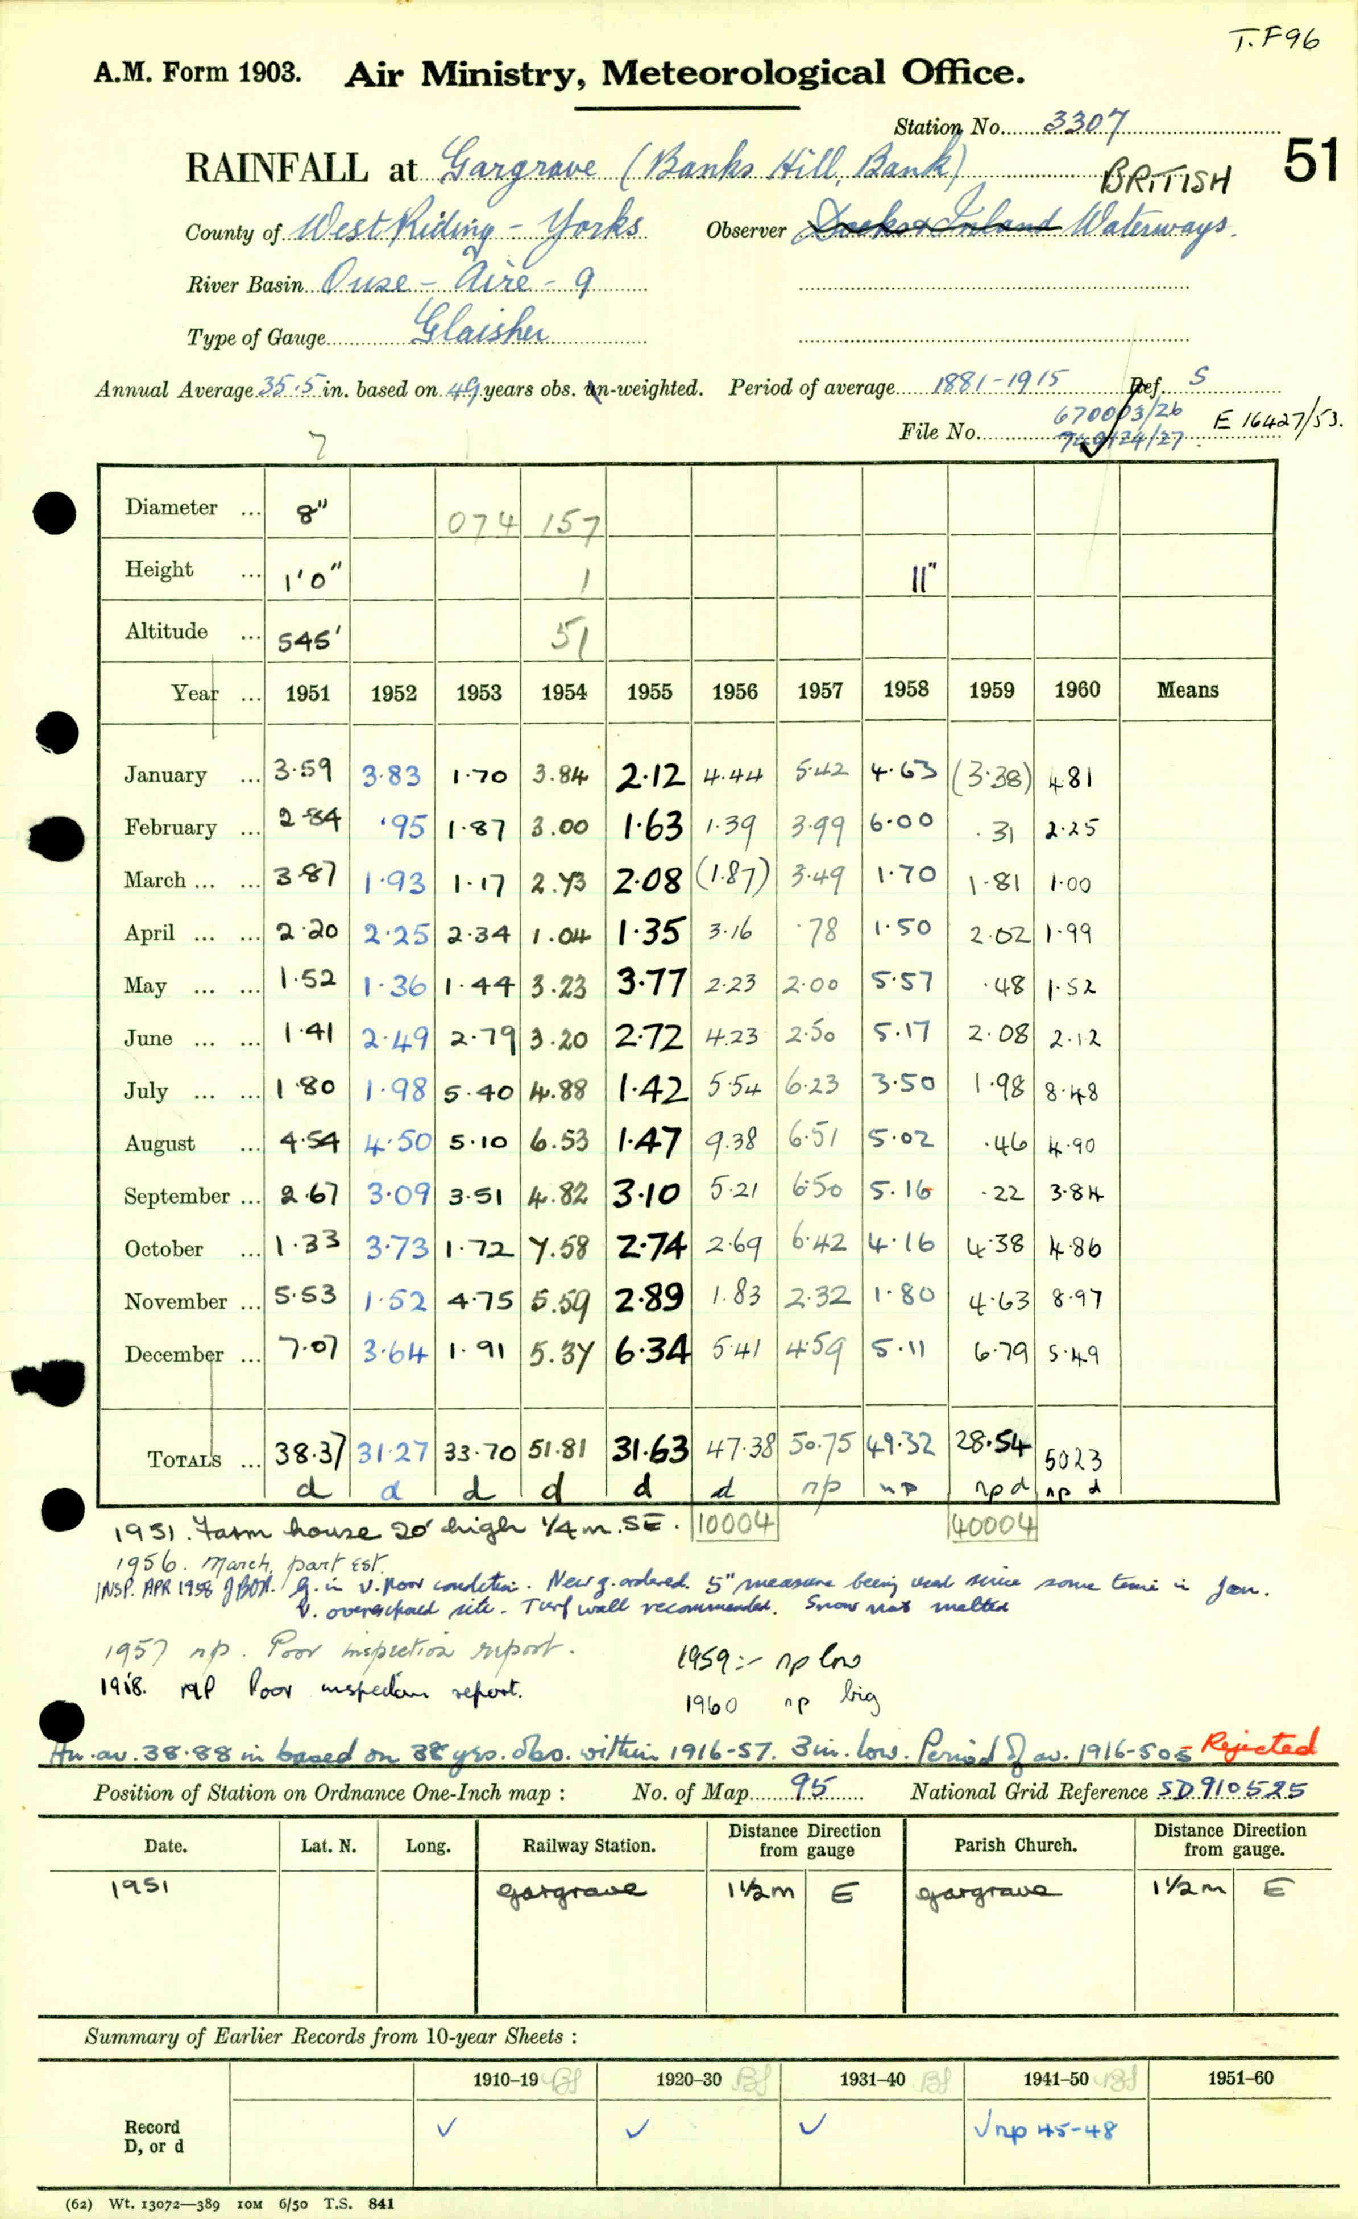 T.F96
A.M. Form 1903. Air Ministry, Meteorological Office.
Station No. 3307
51
RAINFALL at Gargrave (Banks Hill, Bank)
BRITISH
County of West Riding - Yorks Observer Docks & Inland Waterways.
River Basin Ouse - Aire - 9
Type of Gauge Glaisher
Annual Average 35.5 in. based on 49 years obs. un-weighted. Period of average 1881-1915 Ref. S
670003/26 E 16427/53.
File No.
7
Diameter ... 8" 074 157
Height ... 1'0" 1 11"
Altitude ... 545' 51
Year ... 1951 1952 1953 1954 1955 1956 1957 1958 1959 1960 Means
January ... 3.59 3.83 1.70 3.84 2.12 4.44 5.42 4.63 (3.38) 4.81
February ... 2.84 .95 1.87 3.00 1.63 1.39 3.99 6.00 .31 2.25
March ... ... 3.87 1.93 1.17 2.73 2.08 (1.87) 3.49 1.70 1.81 1.00
April ... ... 2.20 2.25 2.34 1.04 1.35 3.16 .78 1.50 2.02 1.99
May ... ... 1.52 1.36 1.44 3.23 3.77 2.23 2.00 5.57 .48 1.52
June ... ... 1.41 2.49 2.79 3.20 2.72 4.23 2.50 5.17 2.08 2.12
July ... ... 1.80 1.98 5.40 4.88 1.42 5.54 6.23 3.50 1.98 8.48
August ... 4.54 4.50 5.10 6.53 1.47 9.38 6.51 5.02 .46 4.90
September ... 2.67 3.09 3.51 4.82 3.10 5.21 6.50 5.16 .22 3.84
October ... 1.33 3.73 1.72 7.58 2.74 2.69 6.42 4.16 4.38 4.86
November ... 5.53 1.52 4.75 5.59 2.89 1.83 2.32 1.80 4.63 8.97
December ... 7.07 3.64 1.91 5.37 6.34 5.41 4.59 5.11 6.79 5.49
TOTALS ... 38.37 31.27 33.70 51.81 31.63 47.38 50.75 49.32 28.54 5023
d d d d d d np np np d np d
1951. Farm house 20' high 1/4 m. SE. 10004 40004
1956. March, part Est.
INSP. APR 1958 G. in v. poor condition. New g. ordered. 5" measure being used since some time in Jan.
V. overexposed site. Turf wall recommended. Snow not melted
1957 np. Poor inspection report. 1959:- np low
1958. np Poor inspection report. 1960 np big
An. av. 38.88 in based on 38 yrs. obs. within 1916-57. 3 in. low. Period of av. 1916-50s Rejected
Position of Station on Ordnance One-Inch map : No. of Map 95 National Grid Reference SD 910525
Date. Lat. N. Long. Railway Station. Distance from Direction gauge Parish Church. Distance from Direction gauge.
1951 Gargrave 1 1/2 m E Gargrave 1 1/2 m E
Summary of Earlier Records from 10-year Sheets :
1910-19 1920-30 1931-40 1941-50 1951-60
Record D, or d ✓ ✓ ✓ ✓ np 45-48
(62) Wt. 13072—389 10M 6/50 T.S. 841